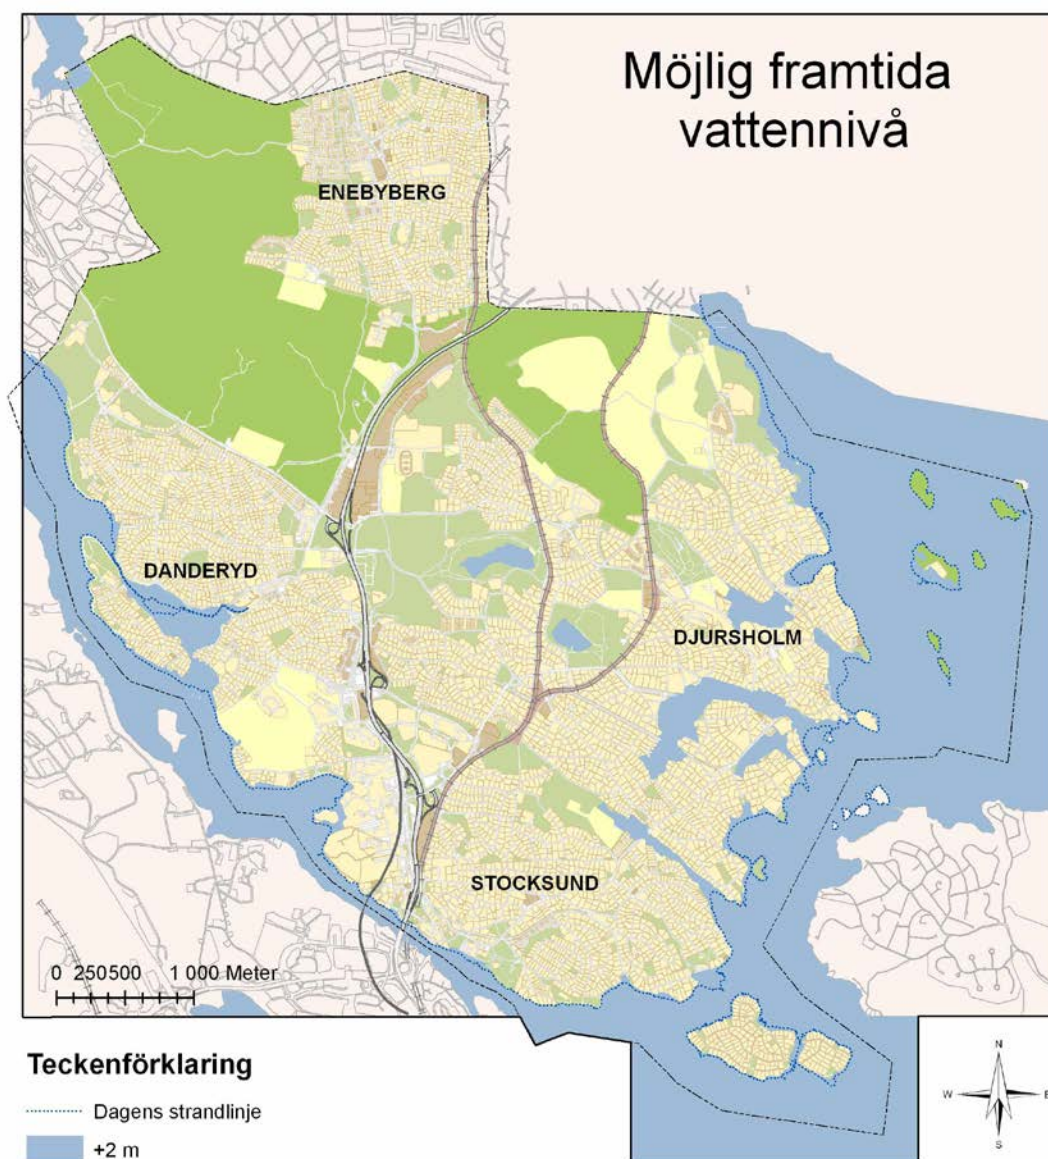 Möjlig framtida
vattennivå
ENEBYBERG
DANDERYD
DJURSHOLM
STOCKSUND
0 250500 1 000 Meter
Teckenförklaring
Dagens strandlinje
+2 m
N
W E
S